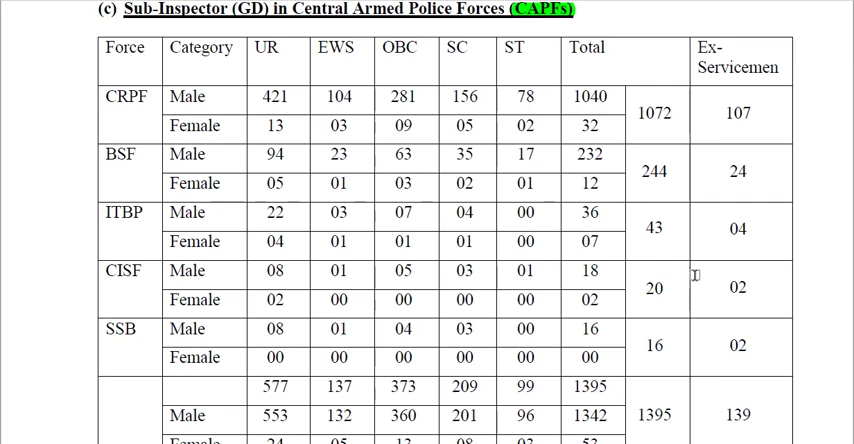 (c) Sub-Inspector (GD) in Central Armed Police Forces (CAPFs)
Force Category UR EWS OBC SC ST Total Ex-Servicemen
CRPF Male 421 104 281 156 78 1040 1072 107
Female 13 03 09 05 02 32
BSF Male 94 23 63 35 17 232 244 24
Female 05 01 03 02 01 12
ITBP Male 22 03 07 04 00 36 43 04
Female 04 01 01 01 00 07
CISF Male 08 01 05 03 01 18 20 02
Female 02 00 00 00 00 02
SSB Male 08 01 04 03 00 16 16 02
Female 00 00 00 00 00 00
577 137 373 209 99 1395 1395 139
Male 553 132 360 201 96 1342
Female 24 05 13 08 03 53